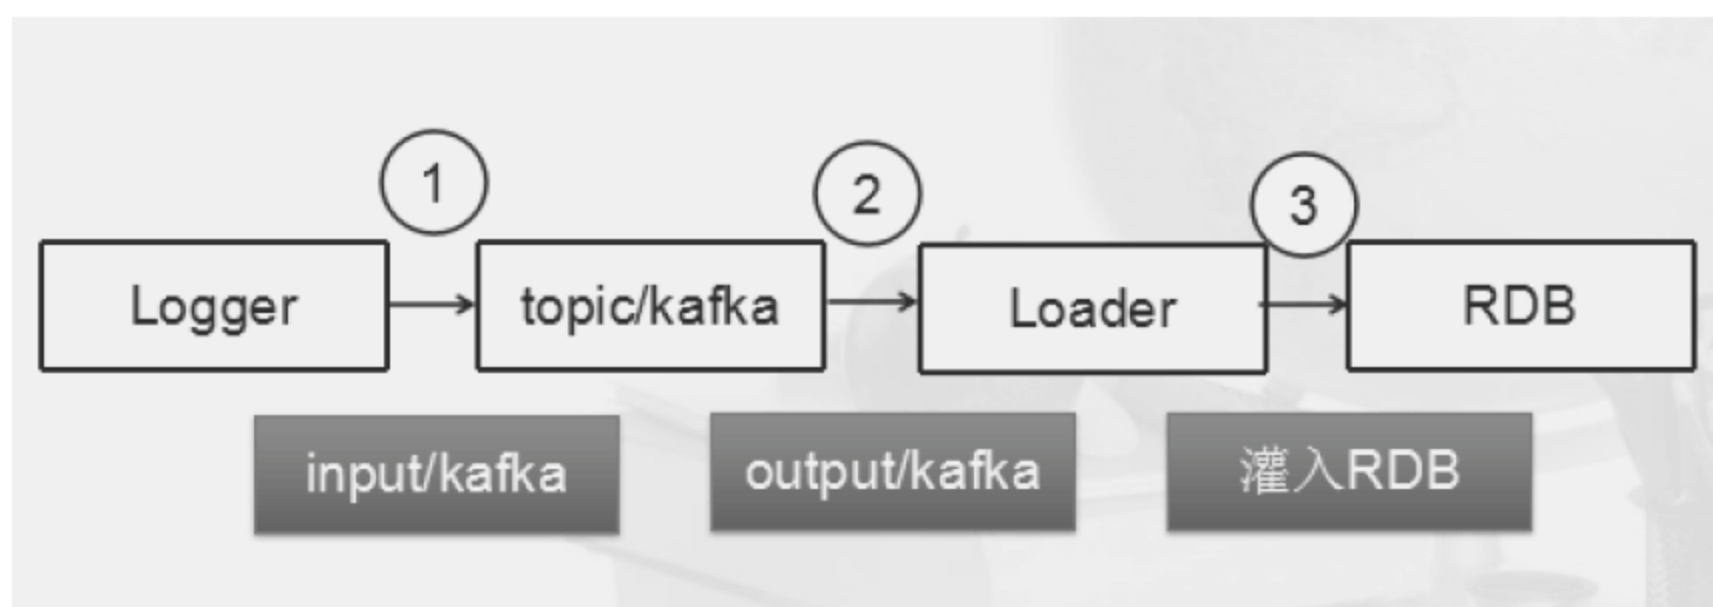 1
2
3
Logger
topic/kafka
Loader
RDB
input/kafka
output/kafka
灌入RDB